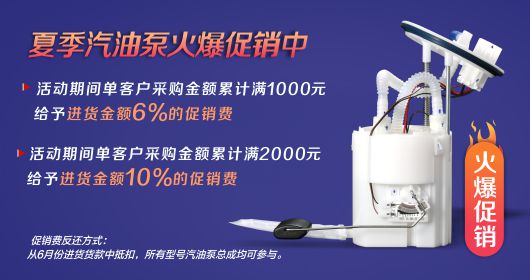 夏季汽油泵火爆促销中
活动期间单客户采购金额累计满1000元
给予进货金额6%的促销费
活动期间单客户采购金额累计满2000元
给予进货金额10%的促销费
火爆促销
促销费反还方式：
从6月份进货货款中抵扣，所有型号汽油泵总成均可参与。